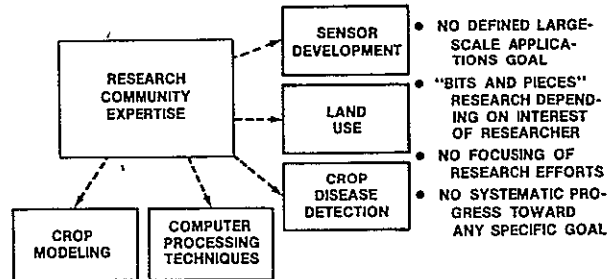 RESEARCH
COMMUNITY
EXPERTISE
SENSOR
DEVELOPMENT
LAND
USE
CROP
DISEASE
DETECTION
CROP
MODELING
COMPUTER
PROCESSING
TECHNIQUES
• NO DEFINED LARGE-
SCALE APPLICA-
TIONS GOAL
• "BITS AND PIECES"
RESEARCH DEPEND-
ING ON INTEREST
OF RESEARCHER
• NO FOCUSING OF
RESEARCH EFFORTS
• NO SYSTEMATIC PRO-
GRESS TOWARD
ANY SPECIFIC GOAL